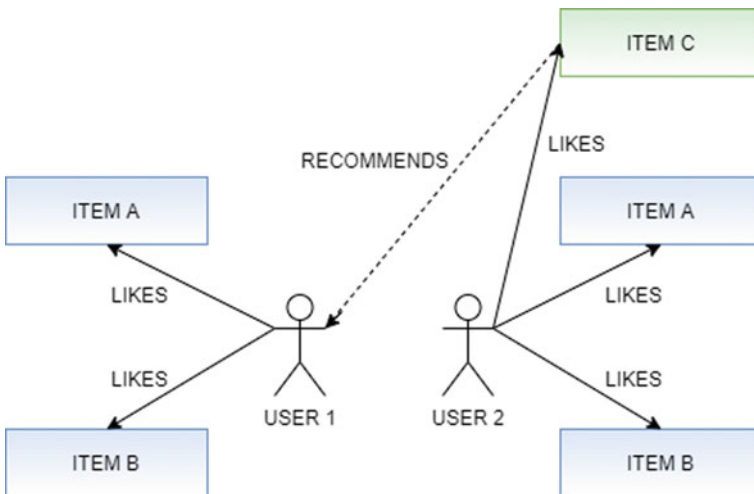 ITEM C
RECOMMENDS
LIKES
ITEM A
ITEM A
LIKES
LIKES
LIKES
LIKES
USER 1
USER 2
ITEM B
ITEM B